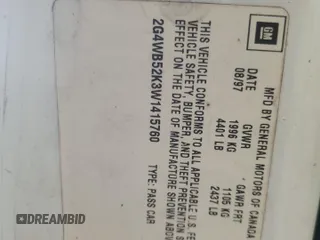 GM
MFD BY GENERAL MOTORS OF CANADA
DATE GVWR GAWR FRT
08/97 1996 KG 1105 KG
4401 LB 2437 LB
THIS VEHICLE CONFORMS TO ALL APPLICABLE U.S. FE
VEHICLE SAFETY, BUMPER, AND THEFT PREVENTION S
EFFECT ON THE DATE OF MANUFACTURE SHOWN ABOV
2G4WB52K3W1415760 TYPE: PASS CAR
DREAMBID